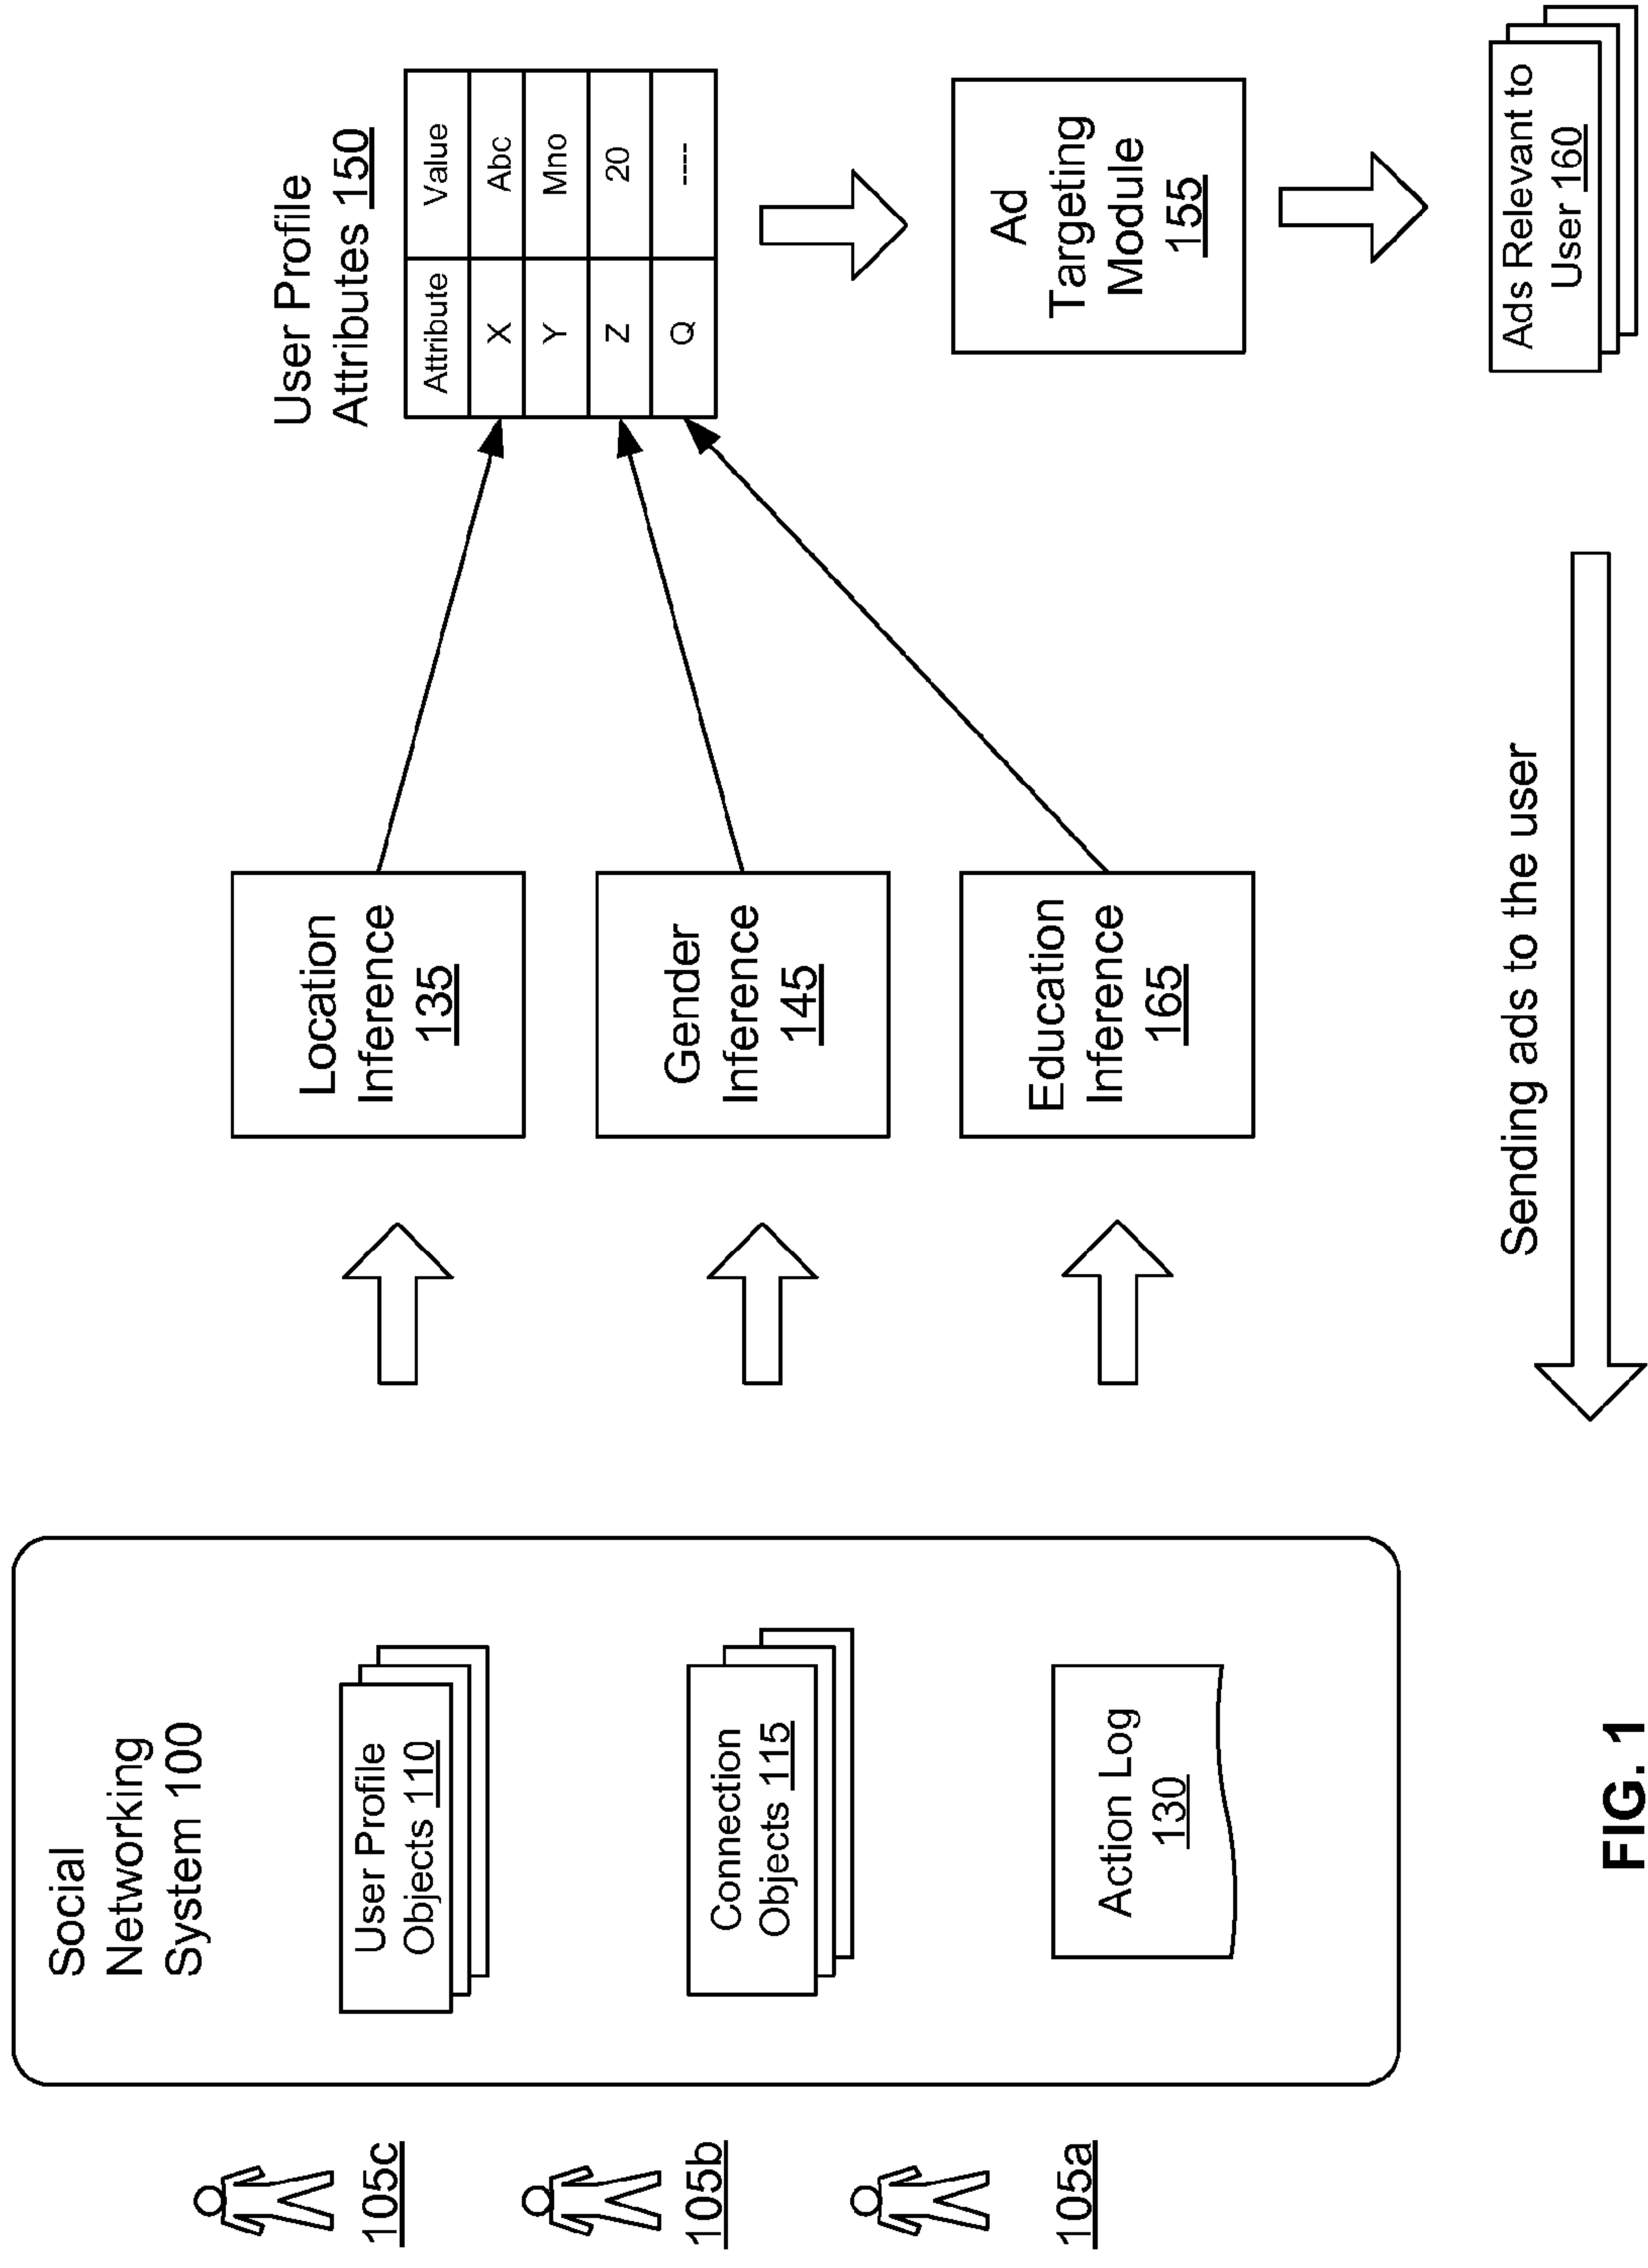 Social
Networking
System 100
User Profile
Objects 110
Connection
Objects 115
Action Log
130
105c
105b
105a
Location
Inference
135
Gender
Inference
145
Education
Inference
165
User Profile
Attributes 150
Attribute Value
X Abc
Y Mno
Z 20
Q ----
Ad
Targeting
Module
155
Ads Relevant to
User 160
Sending ads to the user
FIG. 1